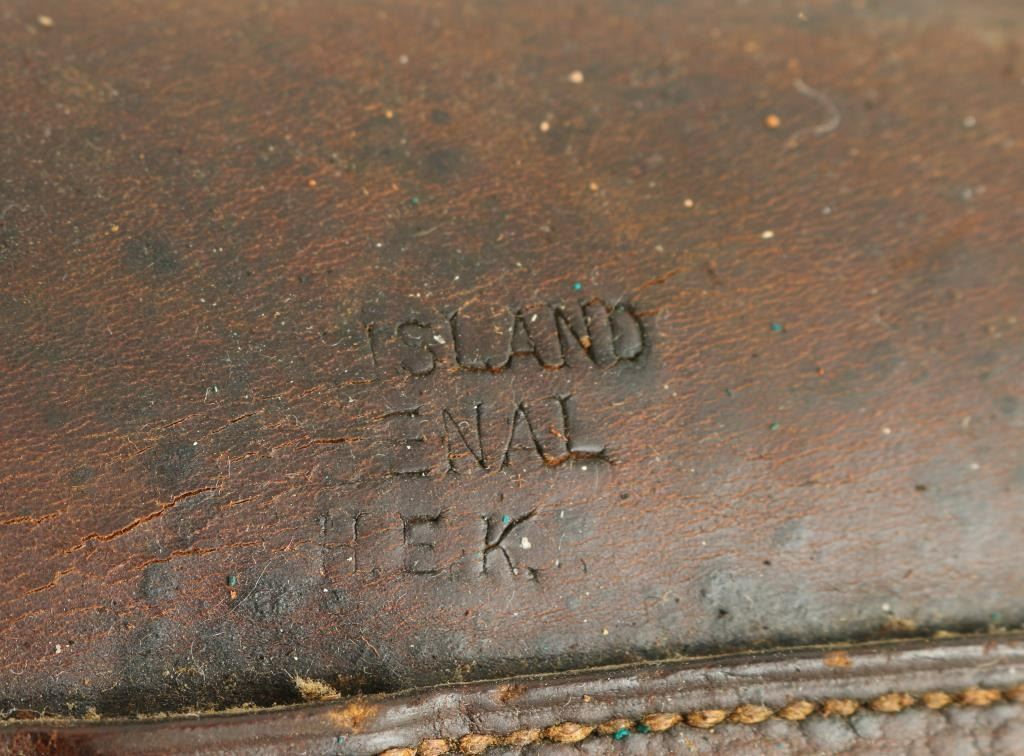 ISLAND
ENAL
H.E.K.